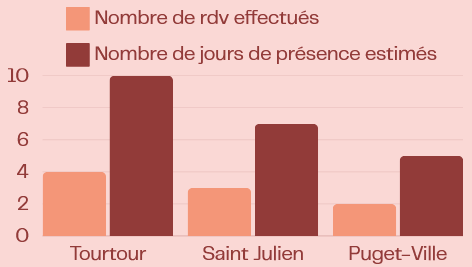 Nombre de rdv effectués
Nombre de jours de présence estimés
10
8
6
4
2
0
Tourtour Saint Julien Puget-Ville